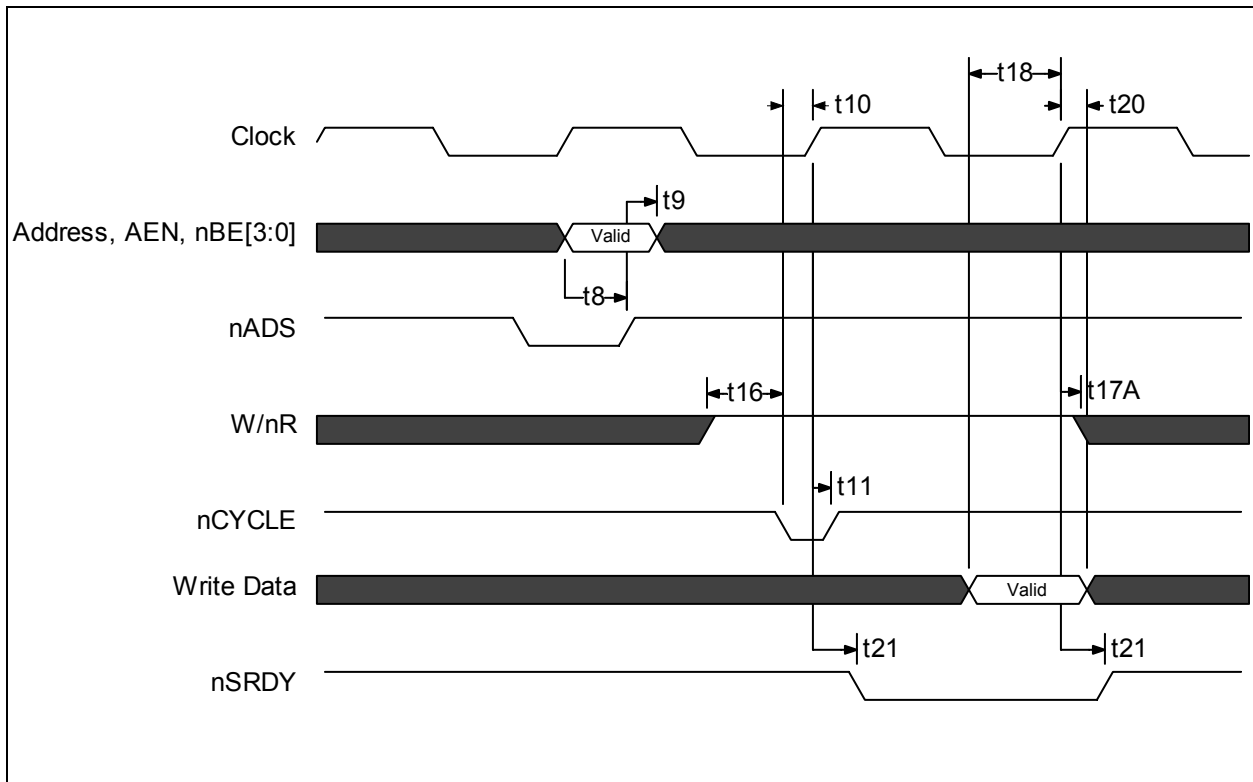 t18
t10
t20
Clock
t9
Address, AEN, nBE[3:0]
Valid
t8
nADS
t16
t17A
W/nR
t11
nCYCLE
Write Data
Valid
t21
t21
nSRDY